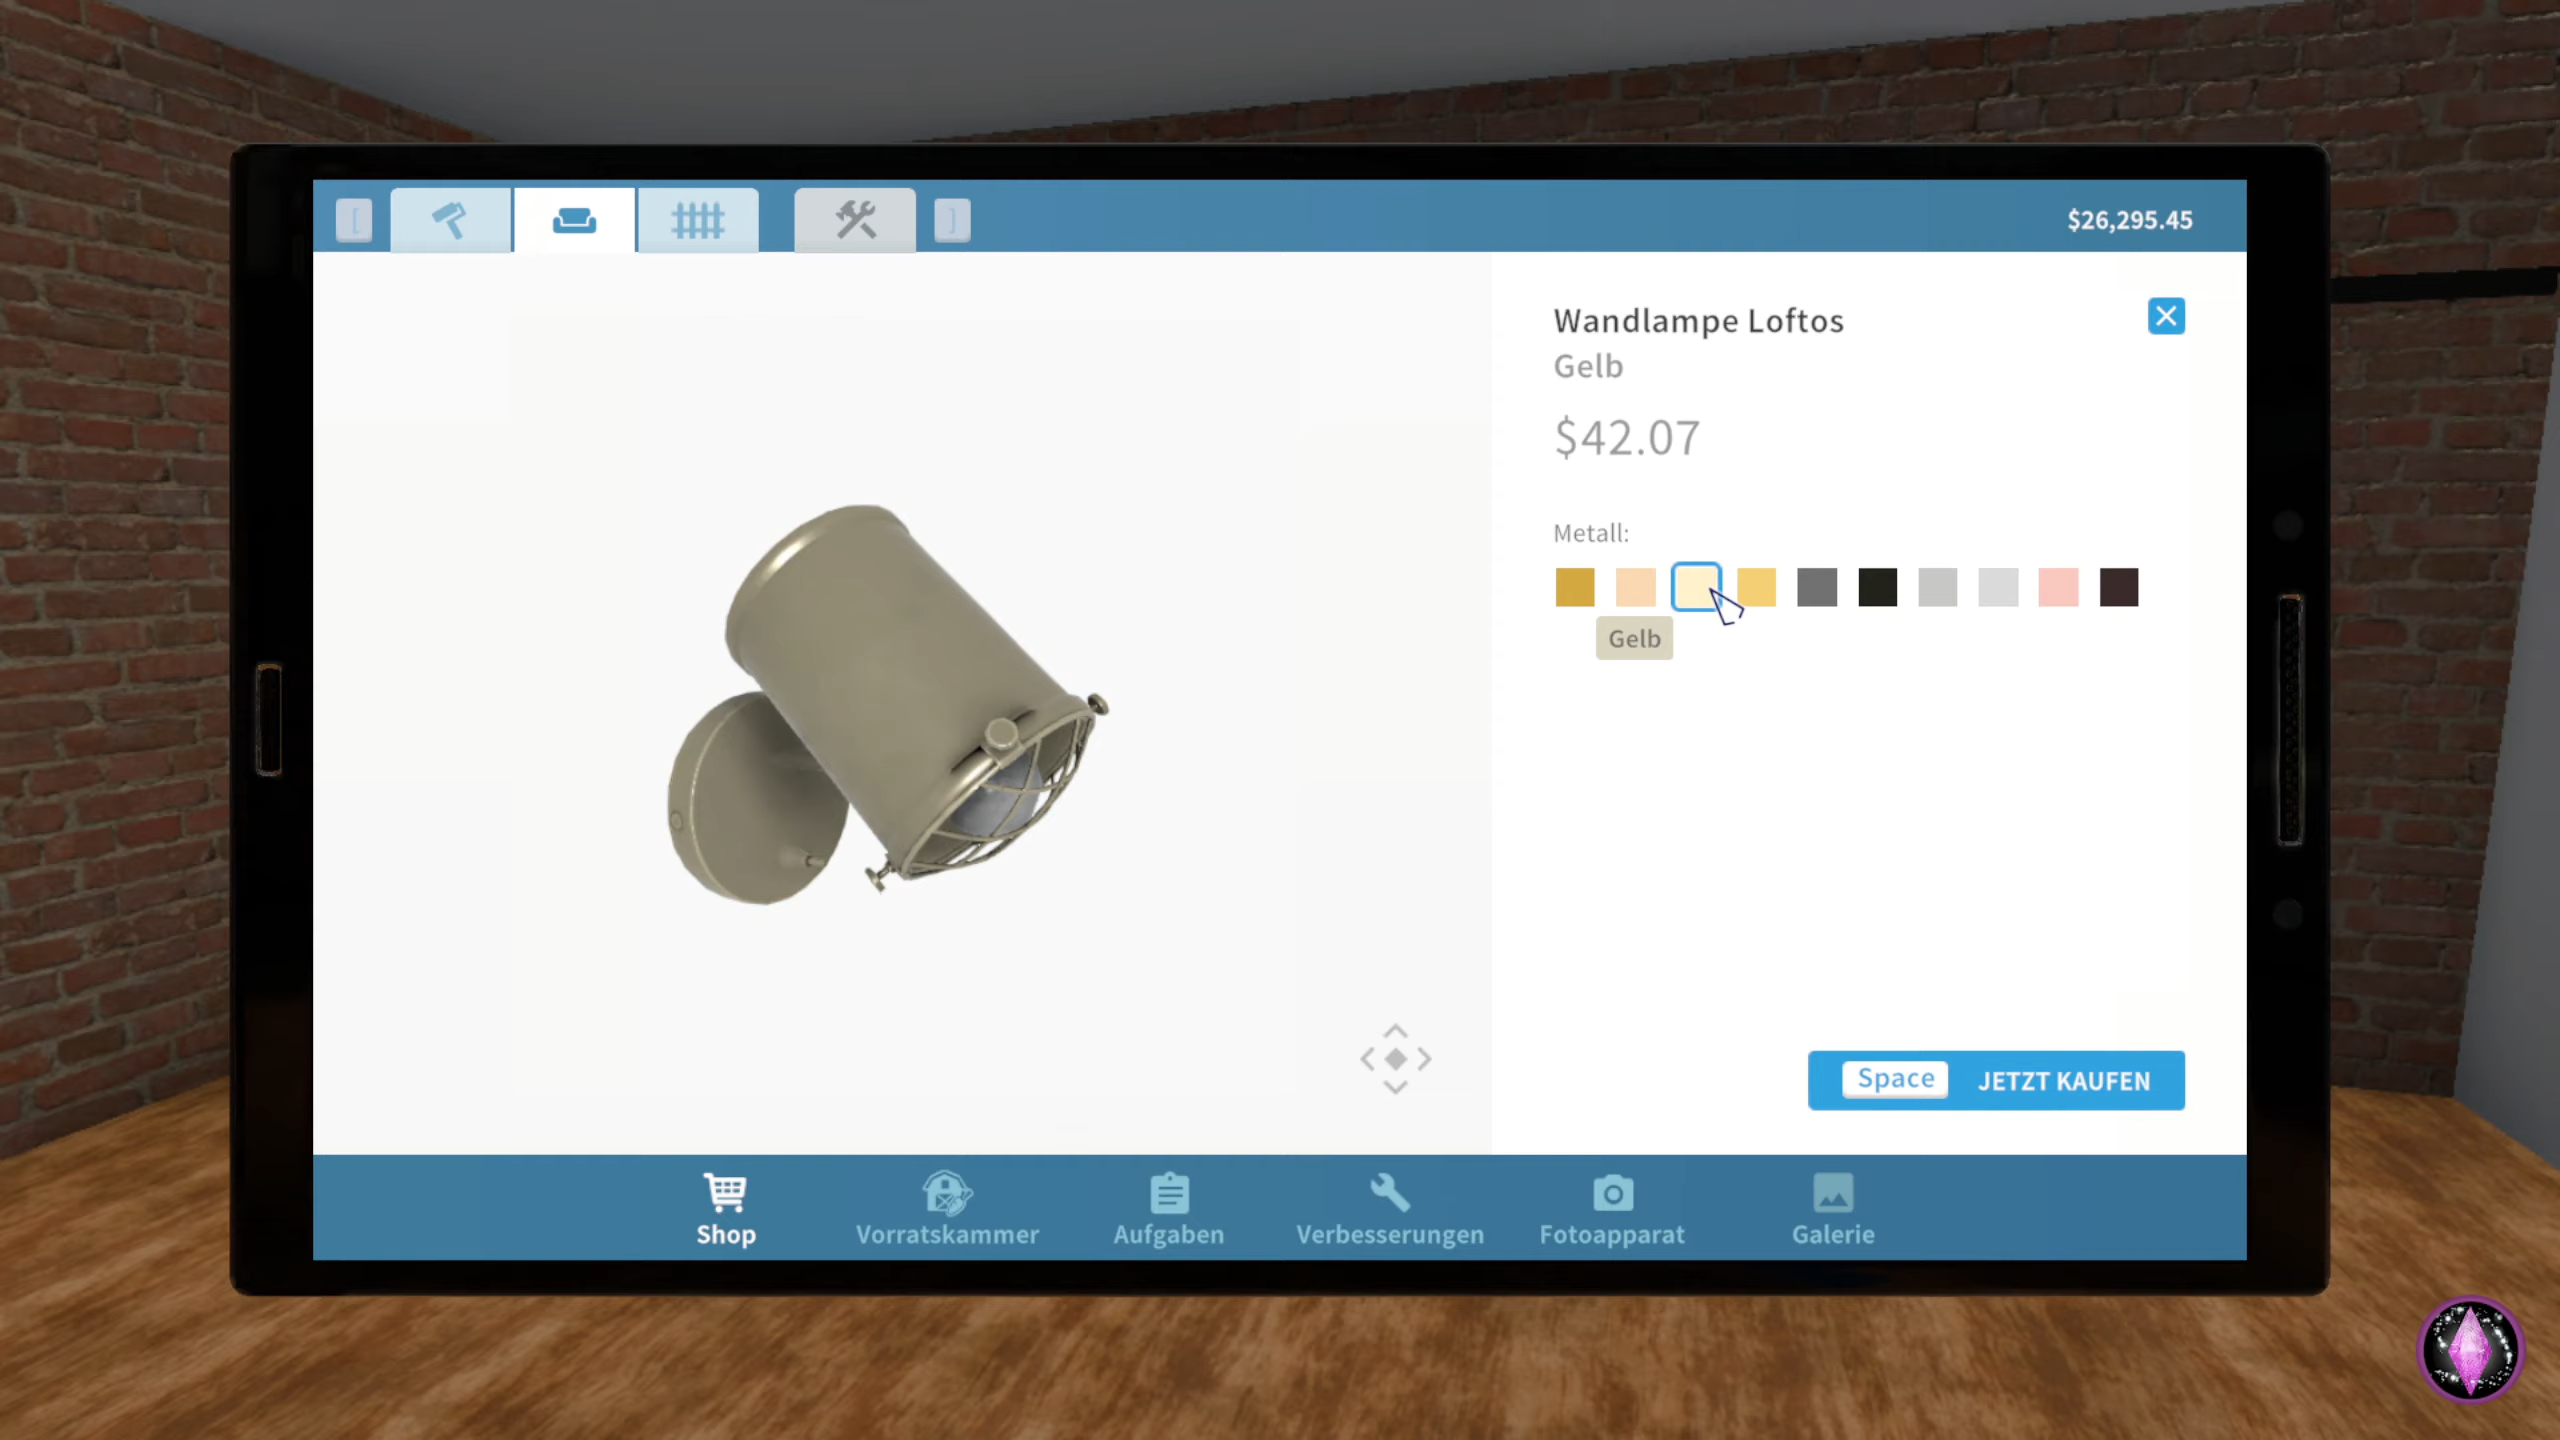 [
]
$26,295.45
Wandlampe Loftos
Gelb
$42.07
Metall:
Gelb
Space JETZT KAUFEN
Shop
Vorratskammer
Aufgaben
Verbesserungen
Fotoapparat
Galerie